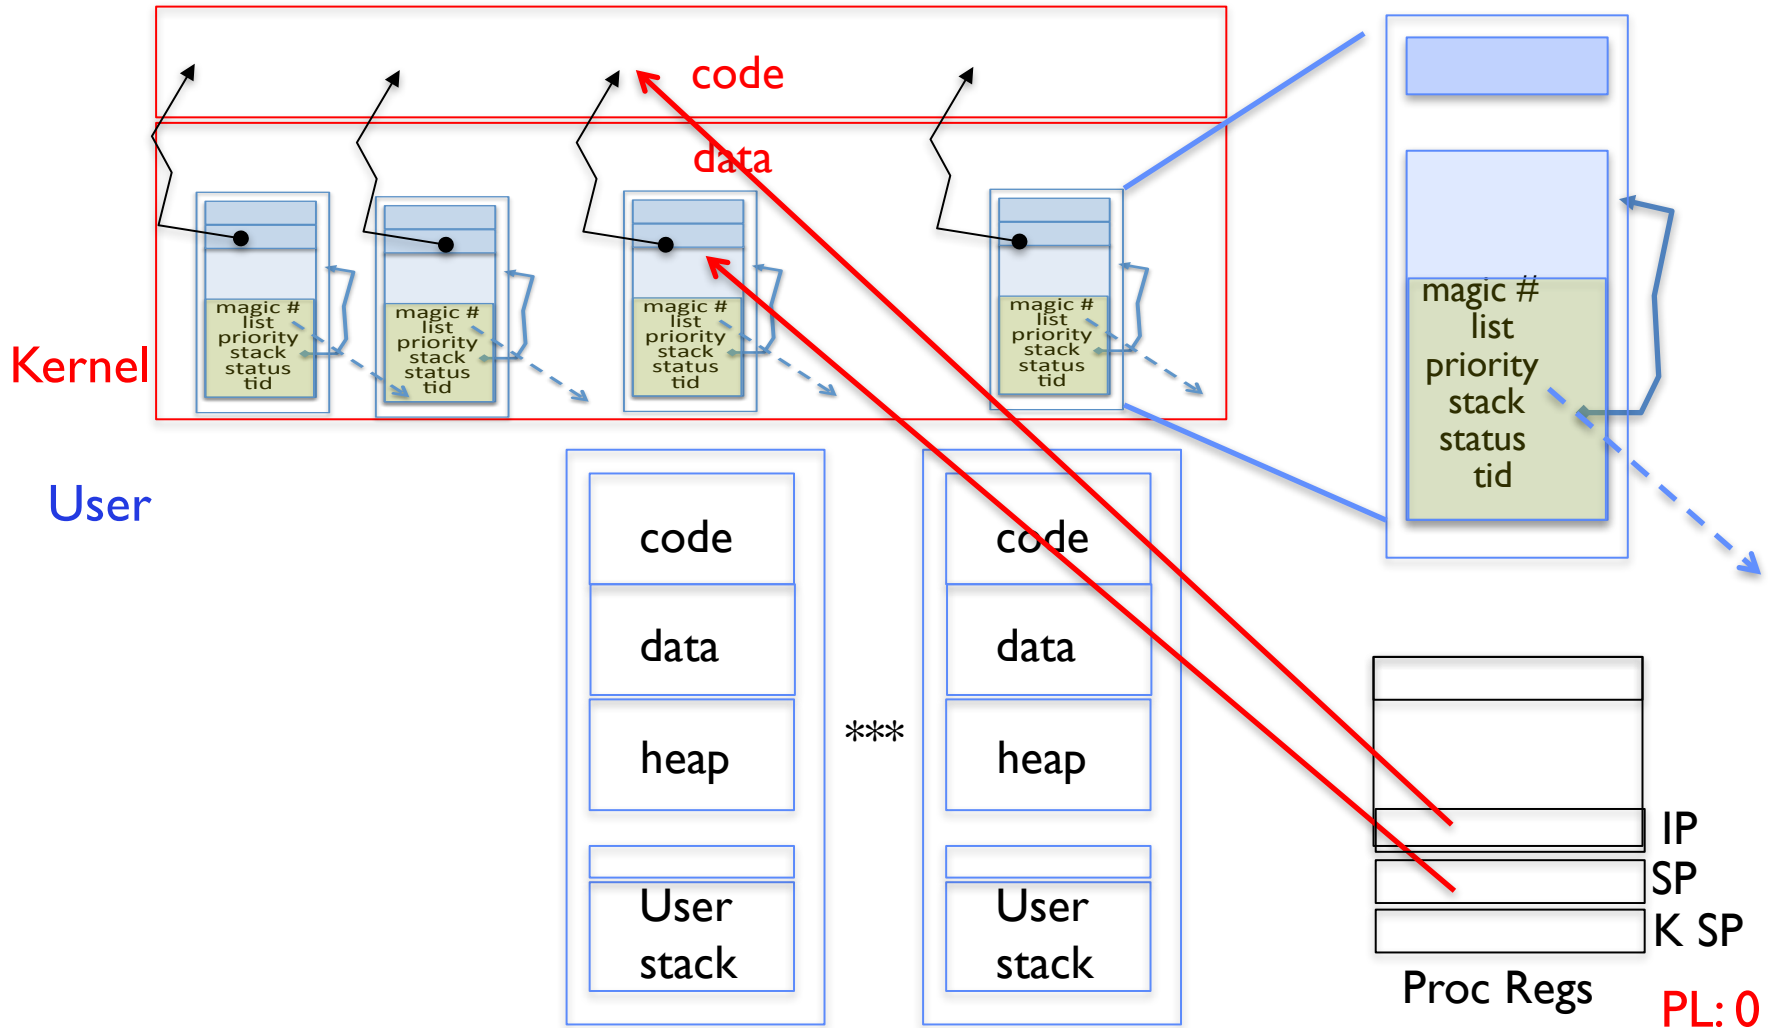 code
data
magic #
list
priority
stack
status
tid
magic #
list
priority
stack
status
tid
magic #
list
priority
stack
status
tid
magic #
list
priority
stack
status
tid
magic #
list
priority
stack
status
tid
Kernel
User
code
data
heap
User
stack
***
code
data
heap
User
stack
IP
SP
K SP
Proc Regs
PL: 0